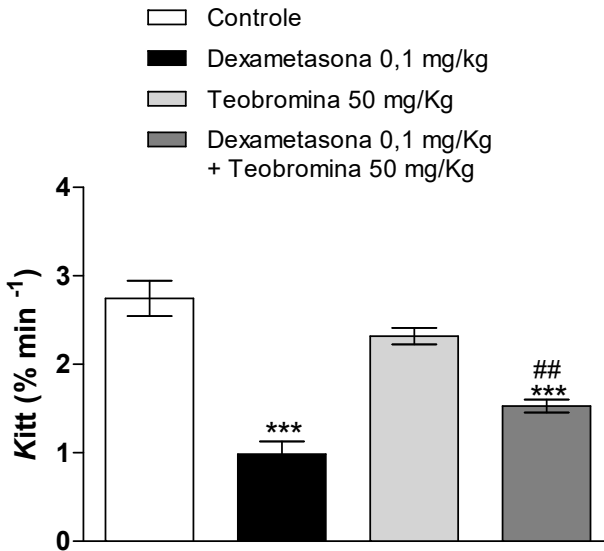 Controle
Dexametasona 0,1 mg/kg
Teobromina 50 mg/Kg
Dexametasona 0,1 mg/Kg
+ Teobromina 50 mg/Kg
Kitt (% min ⁻¹)
4
3
2
1
0
***
##
***